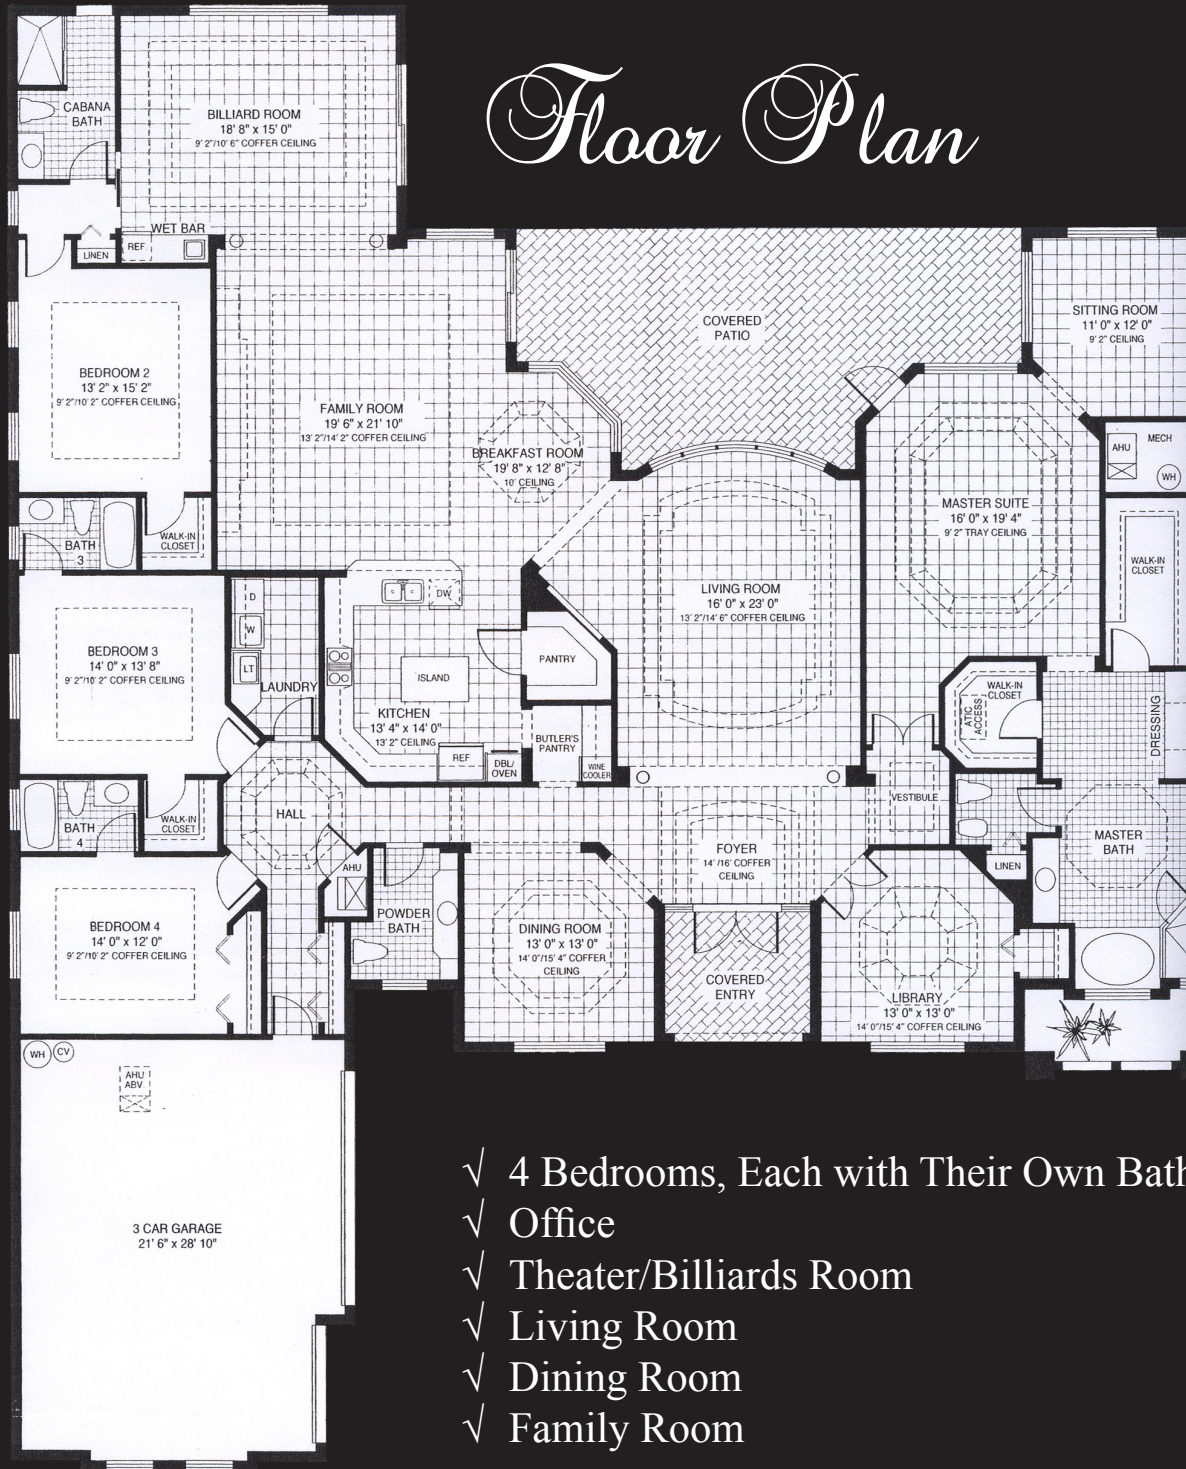 Floor Plan
CABANA
BATH
BILLIARD ROOM
18' 8" x 15' 0"
9' 2"/10' 6" COFFER CEILING
WET BAR
REF
LINEN
BEDROOM 2
13' 2" x 15' 2"
9' 2"/10' 2" COFFER CEILING
FAMILY ROOM
19' 6" x 21' 10"
13' 2"/14' 2" COFFER CEILING
BREAKFAST ROOM
19' 8" x 12' 8"
10' CEILING
COVERED
PATIO
SITTING ROOM
11' 0" x 12' 0"
9' 2" CEILING
AHU
MECH
WH
MASTER SUITE
16' 0" x 19' 4"
9' 2" TRAY CEILING
WALK-IN
CLOSET
BATH
3
WALK-IN
CLOSET
LIVING ROOM
16' 0" x 23' 0"
13' 2"/14' 6" COFFER CEILING
BEDROOM 3
14' 0" x 13' 8"
9' 2"/10' 2" COFFER CEILING
D
W
LT
LAUNDRY
DW
ISLAND
KITCHEN
13' 4" x 14' 0"
13' 2" CEILING
REF
DBL/
OVEN
PANTRY
BUTLER'S
PANTRY
WINE
COOLER
WALK-IN
CLOSET
ATIC
ACCESS
DRESSING
VESTIBULE
BATH
4
WALK-IN
CLOSET
HALL
AHU
FOYER
14'/16' COFFER
CEILING
LINEN
MASTER
BATH
BEDROOM 4
14' 0" x 12' 0"
9' 2"/10' 2" COFFER CEILING
POWDER
BATH
DINING ROOM
13' 0" x 13' 0"
14' 0"/15' 4" COFFER
CEILING
COVERED
ENTRY
LIBRARY
13' 0" x 13' 0"
14' 0"/15' 4" COFFER CEILING
WH
CV
AHU
ABV.
3 CAR GARAGE
21' 6" x 28' 10"
√ 4 Bedrooms, Each with Their Own Bath
√ Office
√ Theater/Billiards Room
√ Living Room
√ Dining Room
√ Family Room